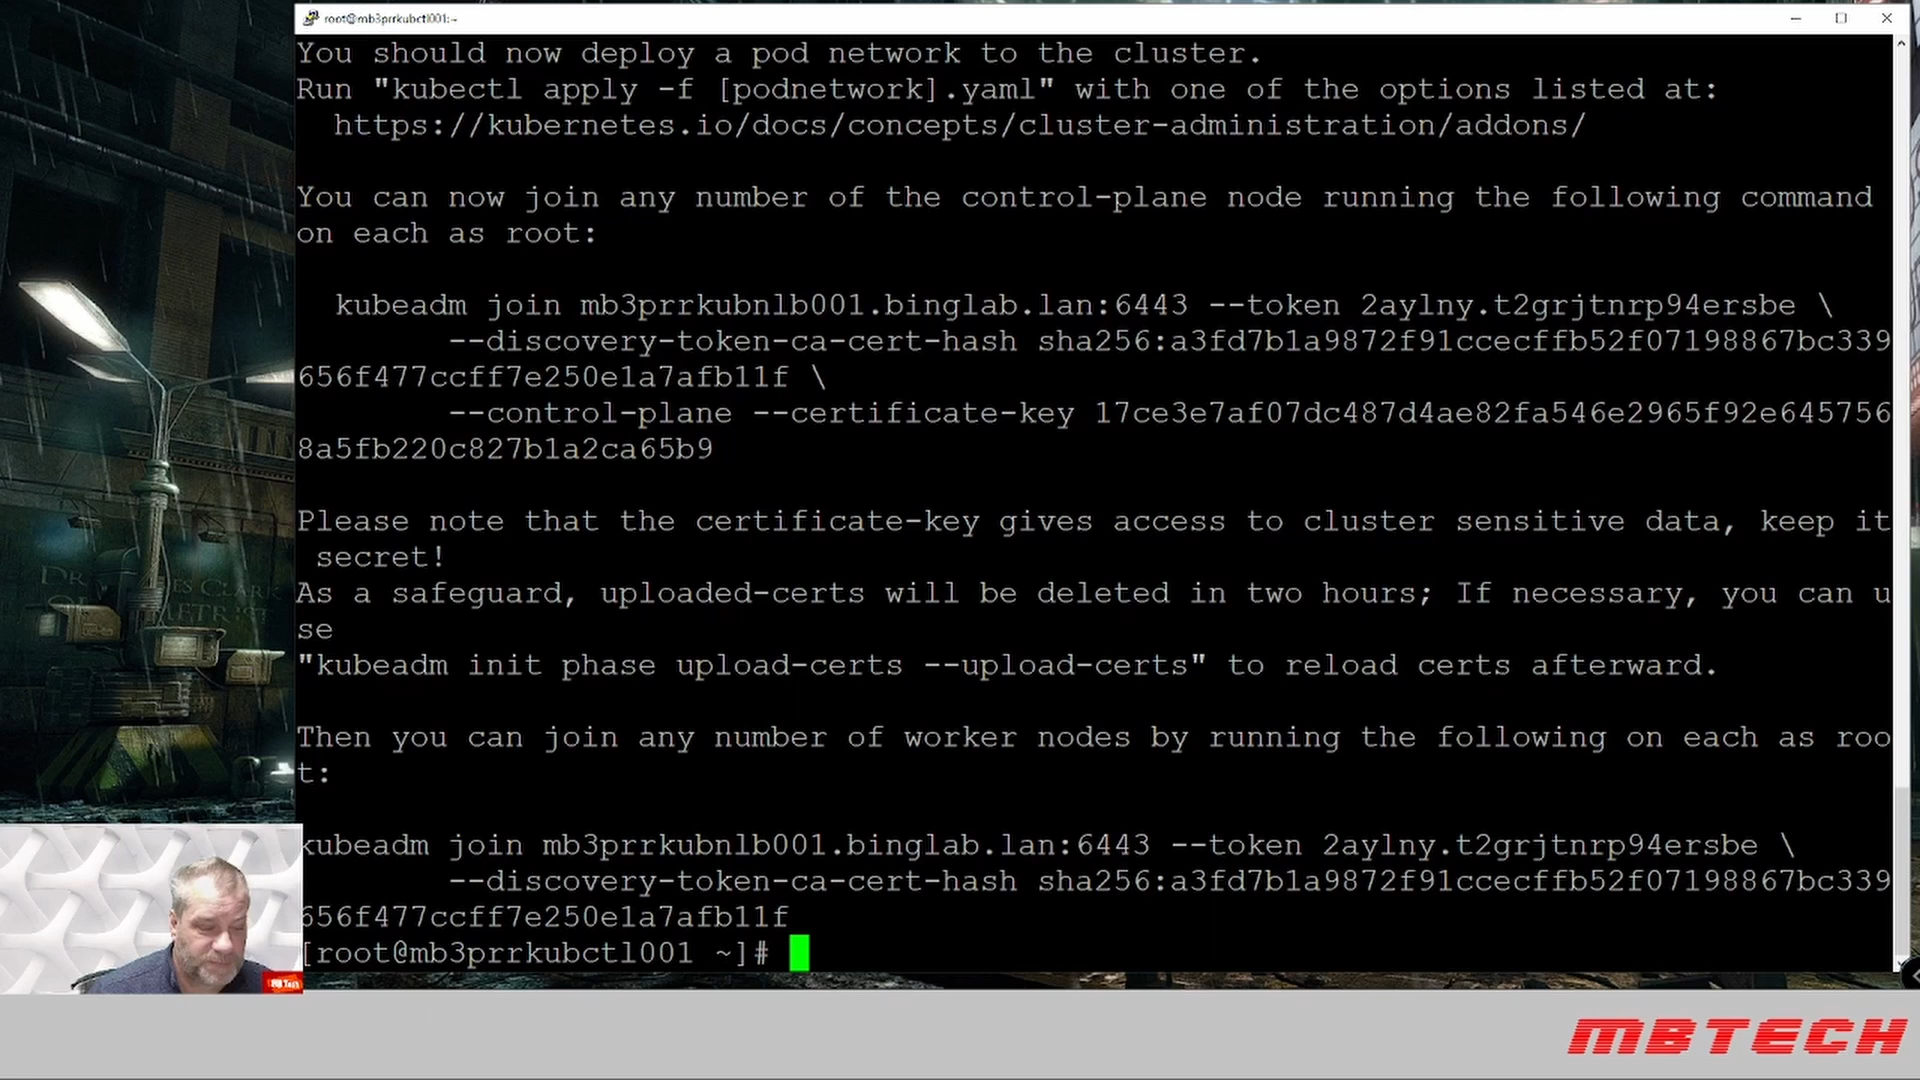 root@mb3prrkubctl001:~
You should now deploy a pod network to the cluster.
Run "kubectl apply -f [podnetwork].yaml" with one of the options listed at:
https://kubernetes.io/docs/concepts/cluster-administration/addons/
You can now join any number of the control-plane node running the following command
on each as root:
kubeadm join mb3prrkubnlb001.binglab.lan:6443 --token 2aylny.t2grjtnrp94ersbe \
--discovery-token-ca-cert-hash sha256:a3fd7b1a9872f91ccecffb52f07198867bc339
656f477ccff7e250e1a7afb11f \
--control-plane --certificate-key 17ce3e7af07dc487d4ae82fa546e2965f92e645756
8a5fb220c827b1a2ca65b9
Please note that the certificate-key gives access to cluster sensitive data, keep it
secret!
As a safeguard, uploaded-certs will be deleted in two hours; If necessary, you can u
se
"kubeadm init phase upload-certs --upload-certs" to reload certs afterward.
Then you can join any number of worker nodes by running the following on each as roo
t:
kubeadm join mb3prrkubnlb001.binglab.lan:6443 --token 2aylny.t2grjtnrp94ersbe \
--discovery-token-ca-cert-hash sha256:a3fd7b1a9872f91ccecffb52f07198867bc339
656f477ccff7e250e1a7afb11f
[root@mb3prrkubctl001 ~]#
MBTECH